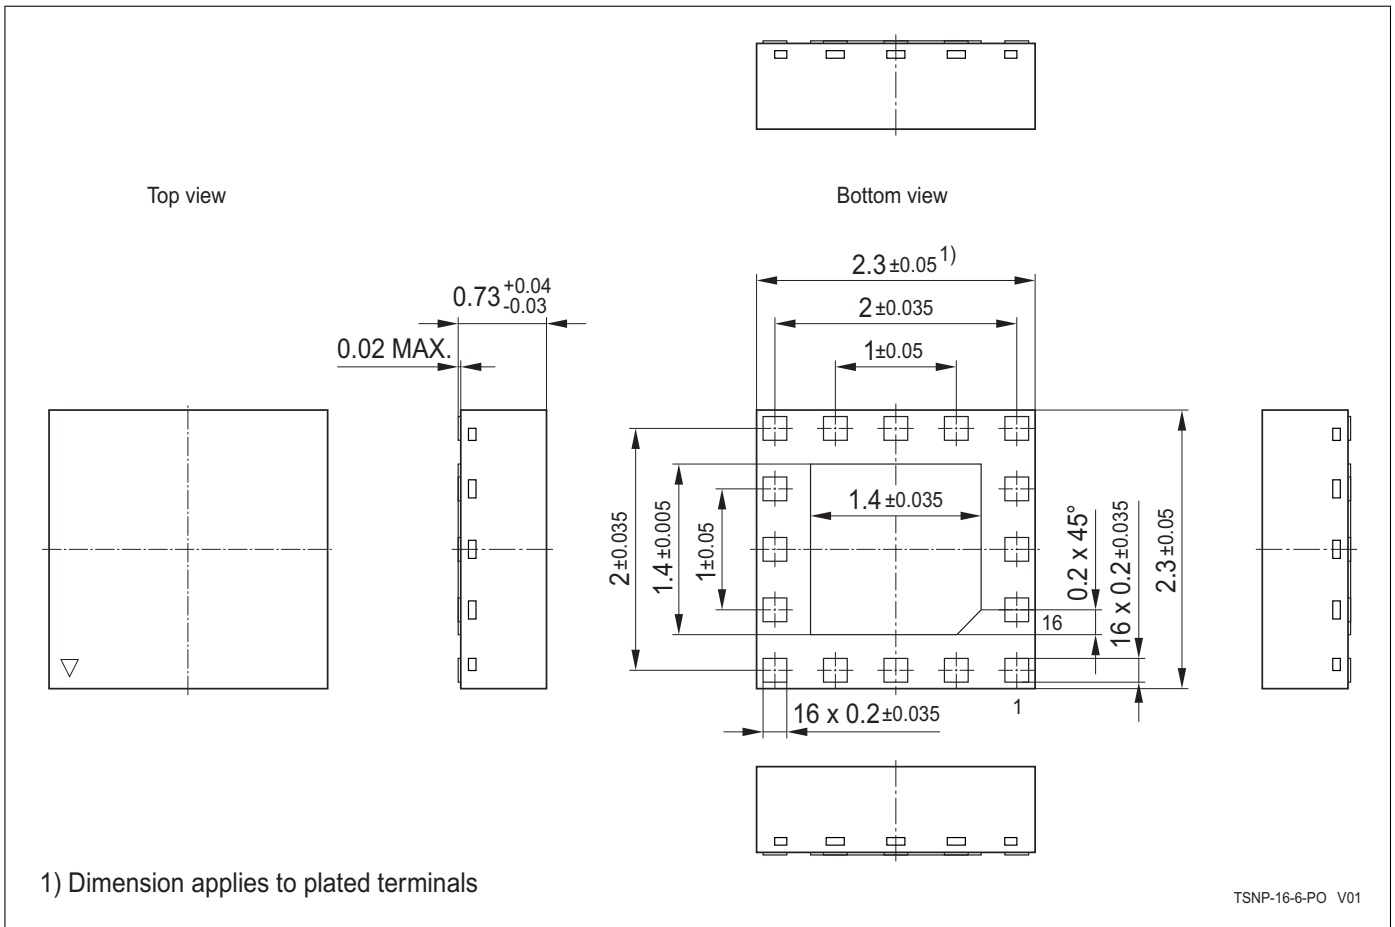 Top view
Bottom view
2.3 ±0.05 1)
0.73 +0.04 -0.03
2 ±0.035
0.02 MAX.
1 ±0.05
2 ±0.035
1.4 ±0.005
1 ±0.05
1.4 ±0.035
0.2 x 45°
16 x 0.2 ±0.035
2.3 ±0.05
16
16 x 0.2 ±0.035
1
1) Dimension applies to plated terminals
TSNP-16-6-PO V01